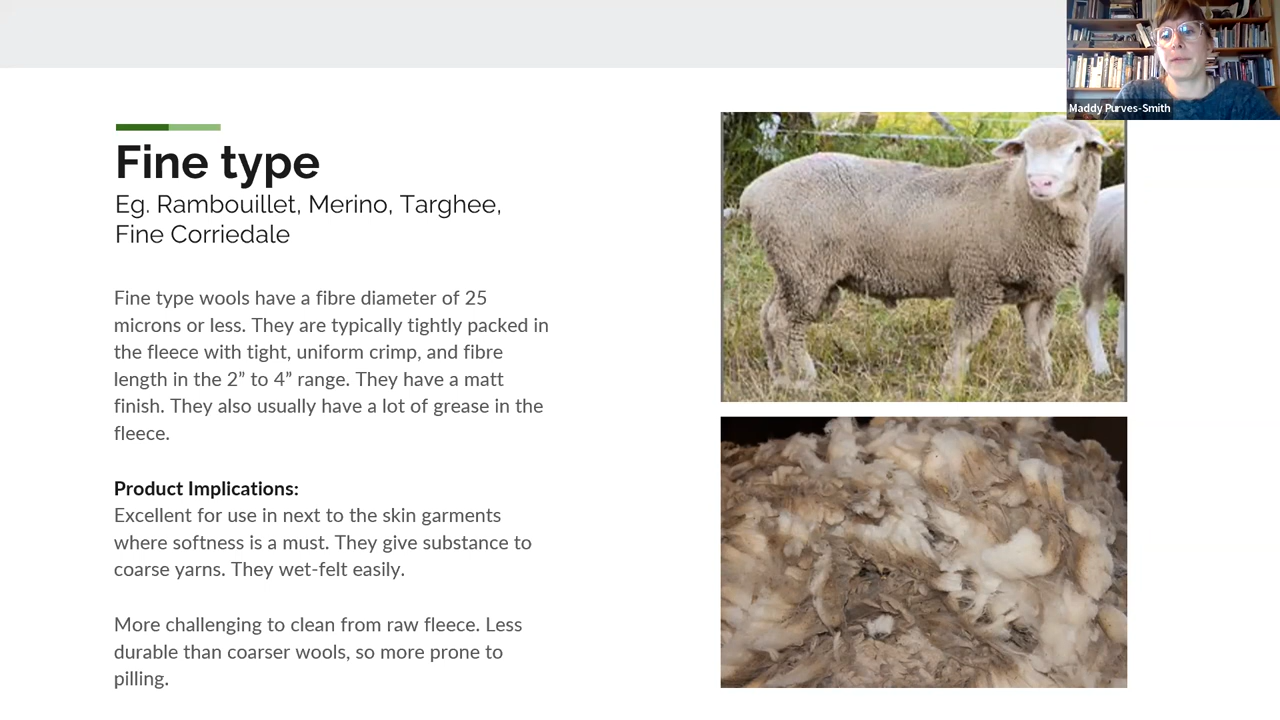 Maddy Purves-Smith
Fine type
Eg. Rambouillet, Merino, Targhee,
Fine Corriedale
Fine type wools have a fibre diameter of 25
microns or less. They are typically tightly packed in
the fleece with tight, uniform crimp, and fibre
length in the 2” to 4” range. They have a matt
finish. They also usually have a lot of grease in the
fleece.
Product Implications:
Excellent for use in next to the skin garments
where softness is a must. They give substance to
coarse yarns. They wet-felt easily.
More challenging to clean from raw fleece. Less
durable than coarser wools, so more prone to
pilling.